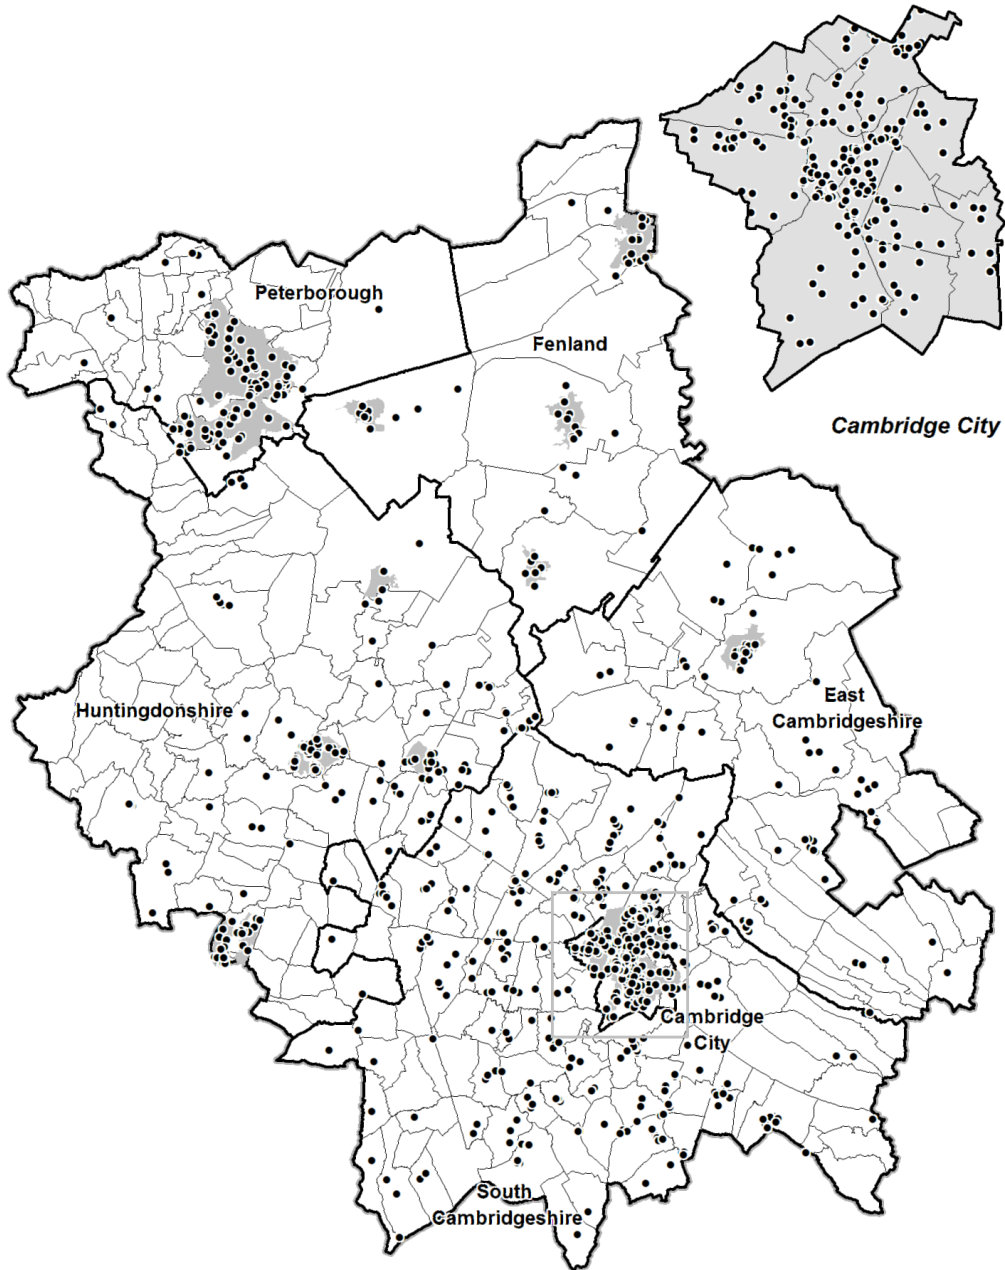 Peterborough
Fenland
Cambridge City
Huntingdonshire
East
Cambridgeshire
Cambridge
City
South
Cambridgeshire